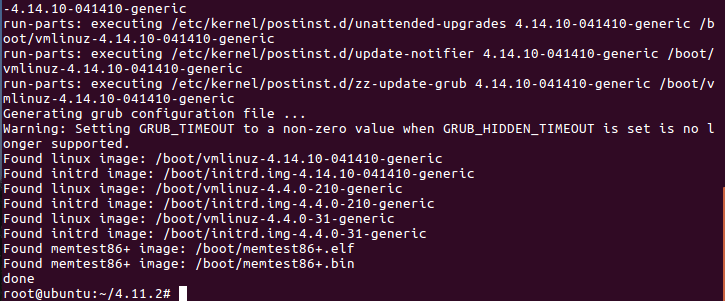 -4.14.10-041410-generic
run-parts: executing /etc/kernel/postinst.d/unattended-upgrades 4.14.10-041410-generic /b
oot/vmlinuz-4.14.10-041410-generic
run-parts: executing /etc/kernel/postinst.d/update-notifier 4.14.10-041410-generic /boot/
vmlinuz-4.14.10-041410-generic
run-parts: executing /etc/kernel/postinst.d/zz-update-grub 4.14.10-041410-generic /boot/v
mlinuz-4.14.10-041410-generic
Generating grub configuration file ...
Warning: Setting GRUB_TIMEOUT to a non-zero value when GRUB_HIDDEN_TIMEOUT is set is no l
onger supported.
Found linux image: /boot/vmlinuz-4.14.10-041410-generic
Found initrd image: /boot/initrd.img-4.14.10-041410-generic
Found linux image: /boot/vmlinuz-4.4.0-210-generic
Found initrd image: /boot/initrd.img-4.4.0-210-generic
Found linux image: /boot/vmlinuz-4.4.0-31-generic
Found initrd image: /boot/initrd.img-4.4.0-31-generic
Found memtest86+ image: /boot/memtest86+.elf
Found memtest86+ image: /boot/memtest86+.bin
done
root@ubuntu:~/4.11.2#